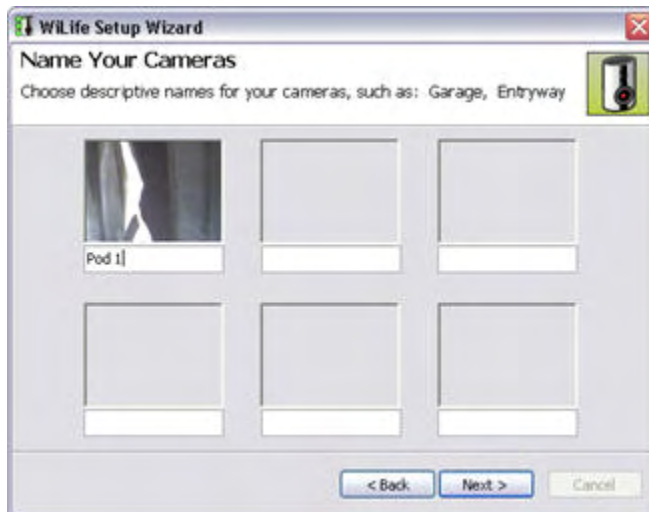 WiLife Setup Wizard
Name Your Cameras
Choose descriptive names for your cameras, such as: Garage, Entryway
Pod 1
< Back Next > Cancel